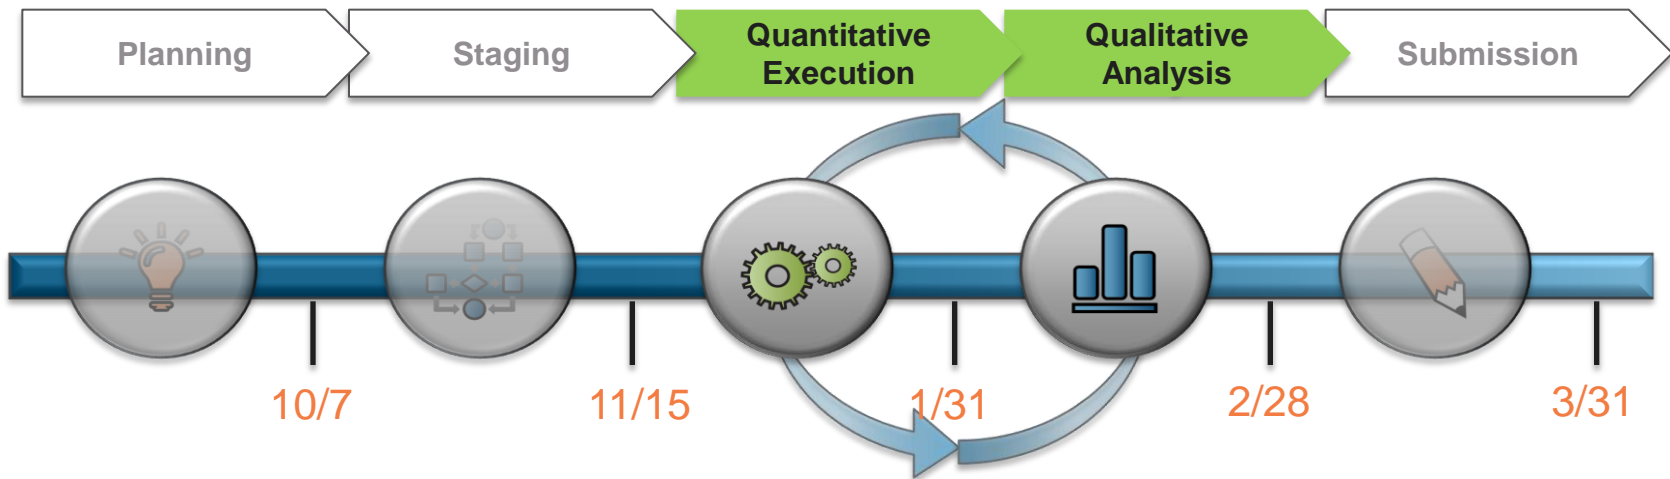 Planning
Staging
Quantitative
Execution
Qualitative
Analysis
Submission
10/7
11/15
1/31
2/28
3/31